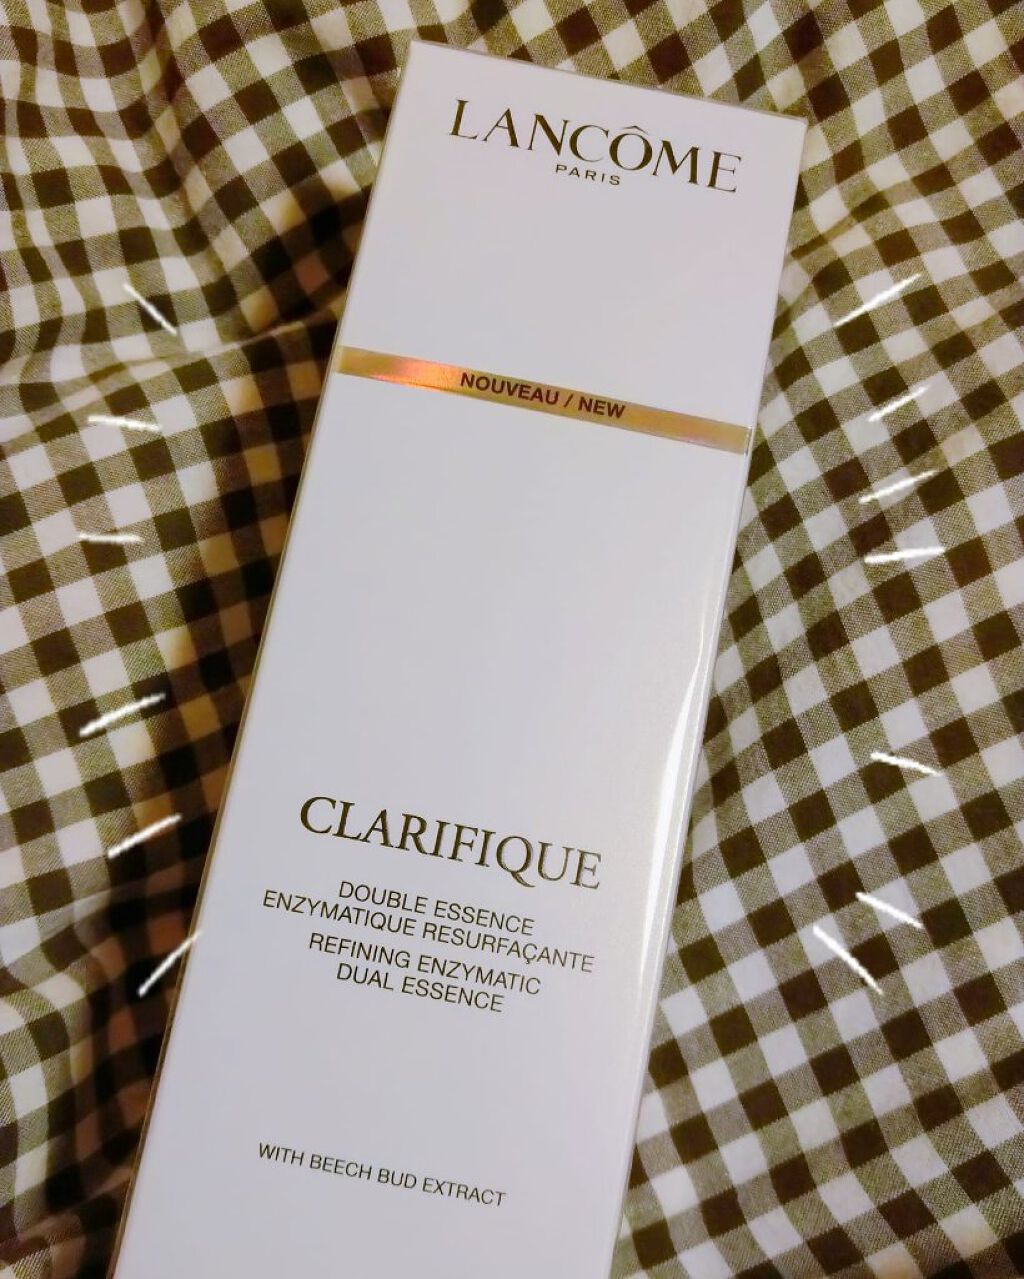 LANCÔME
PARIS
NOUVEAU / NEW
CLARIFIQUE
DOUBLE ESSENCE
ENZYMATIQUE RESURFAÇANTE
REFINING ENZYMATIC
DUAL ESSENCE
WITH BEECH BUD EXTRACT